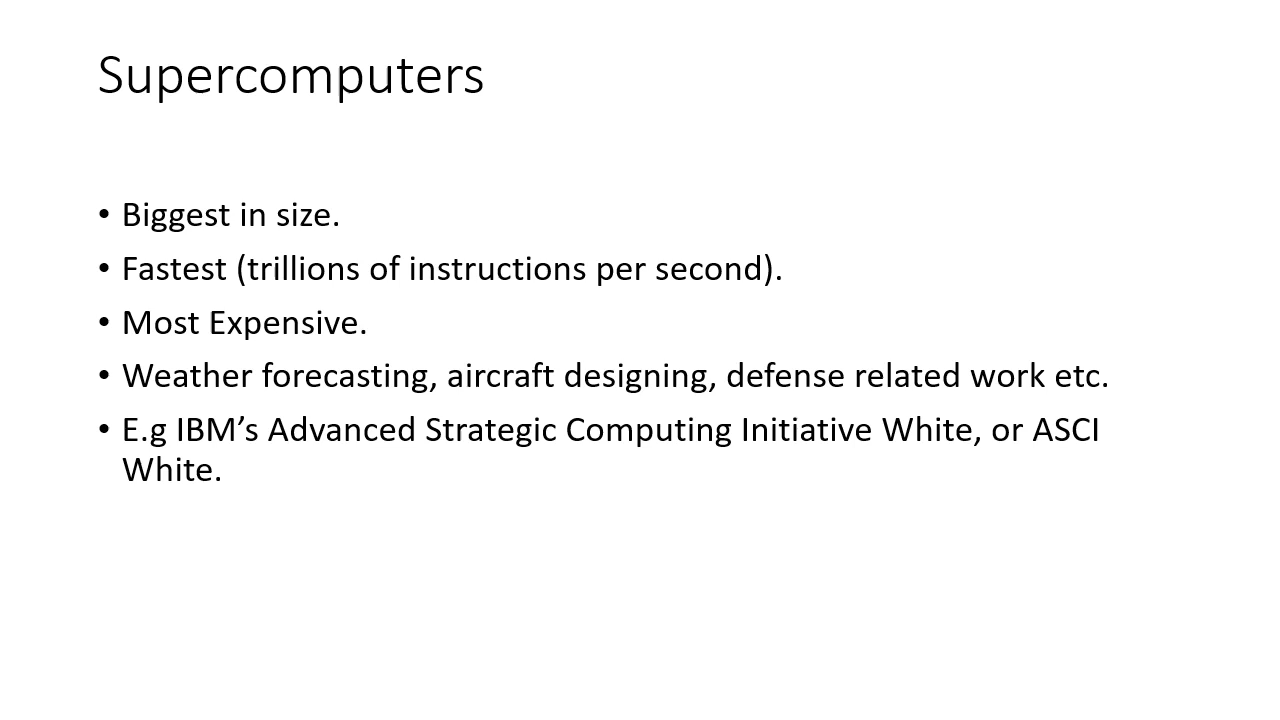 Supercomputers
• Biggest in size.
• Fastest (trillions of instructions per second).
• Most Expensive.
• Weather forecasting, aircraft designing, defense related work etc.
• E.g IBM’s Advanced Strategic Computing Initiative White, or ASCI
White.